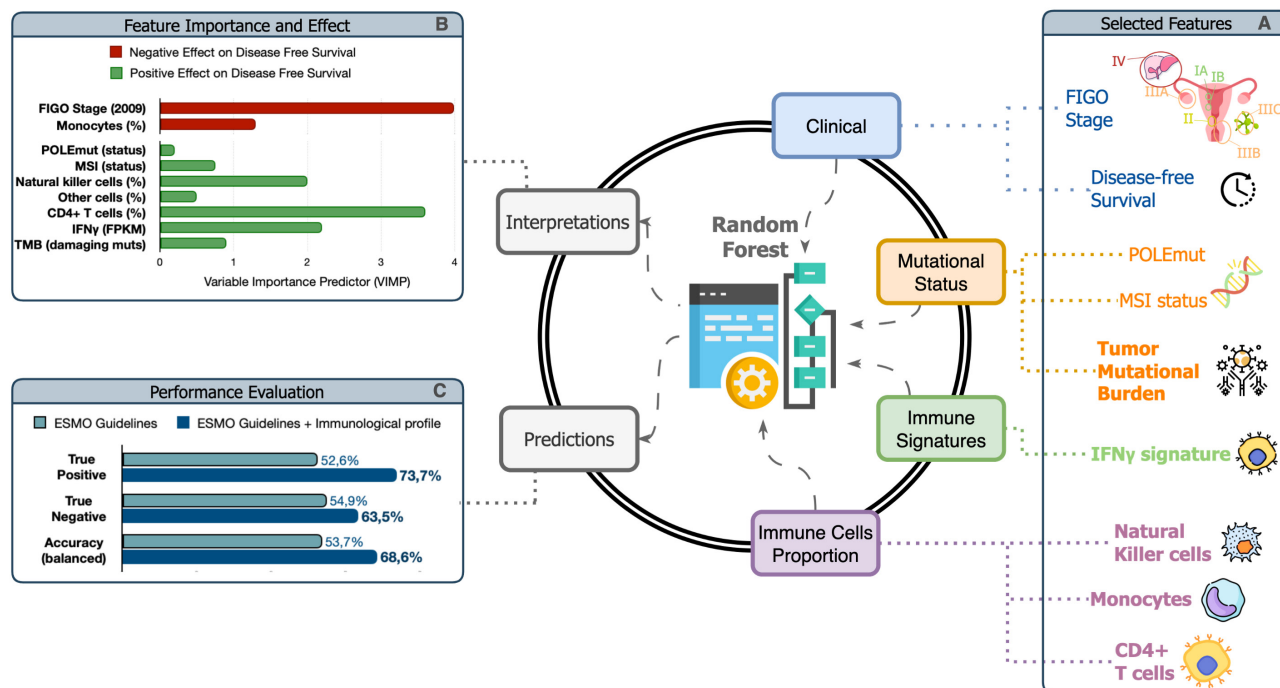 Feature Importance and Effect B
Negative Effect on Disease Free Survival
Positive Effect on Disease Free Survival
FIGO Stage (2009)
Monocytes (%)
POLEmut (status)
MSI (status)
Natural killer cells (%)
Other cells (%)
CD4+ T cells (%)
IFNγ (FPKM)
TMB (damaging muts)
0 1 2 3 4
Variable Importance Predictor (VIMP)
Performance Evaluation C
ESMO Guidelines ESMO Guidelines + Immunological profile
True
Positive
52,6%
73,7%
True
Negative
54,9%
63,5%
Accuracy
(balanced)
53,7%
68,6%
Interpretations
Predictions
Random
Forest
Clinical
Mutational
Status
Immune
Signatures
Immune Cells
Proportion
Selected Features A
FIGO
Stage
IV
IA
IB
IIIA
IIIC
II
IIIB
Disease-free
Survival
POLEmut
MSI status
Tumor
Mutational
Burden
IFNγ signature
Natural
Killer cells
Monocytes
CD4+
T cells